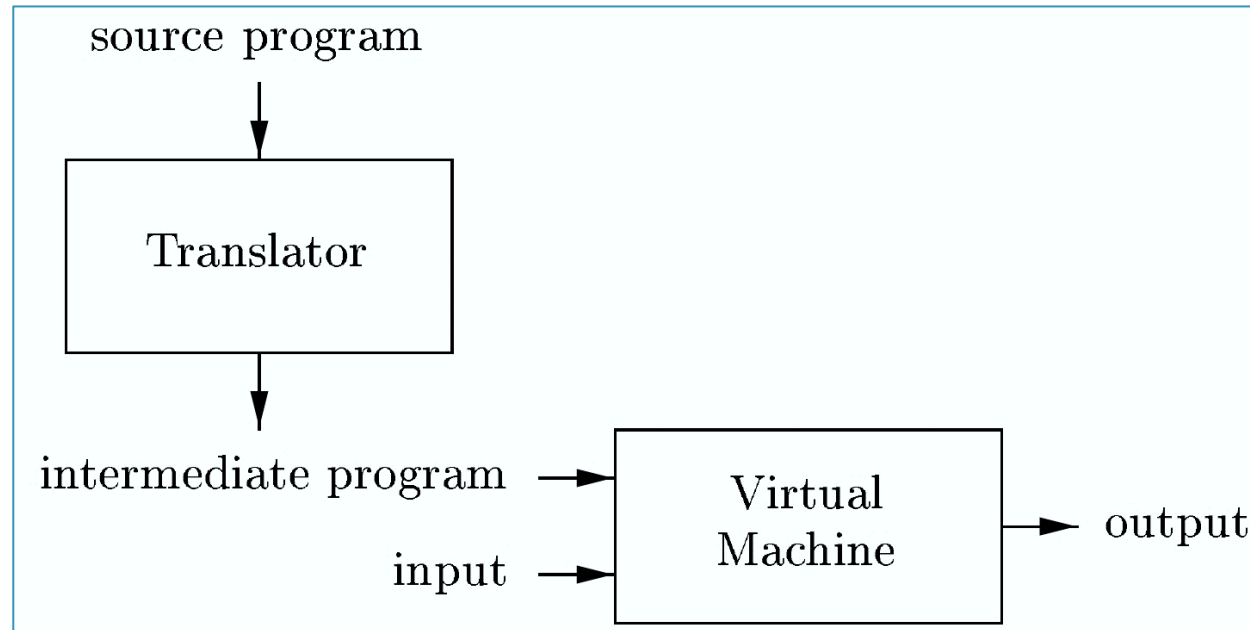 source program
Translator
intermediate program
Virtual
Machine
input
output